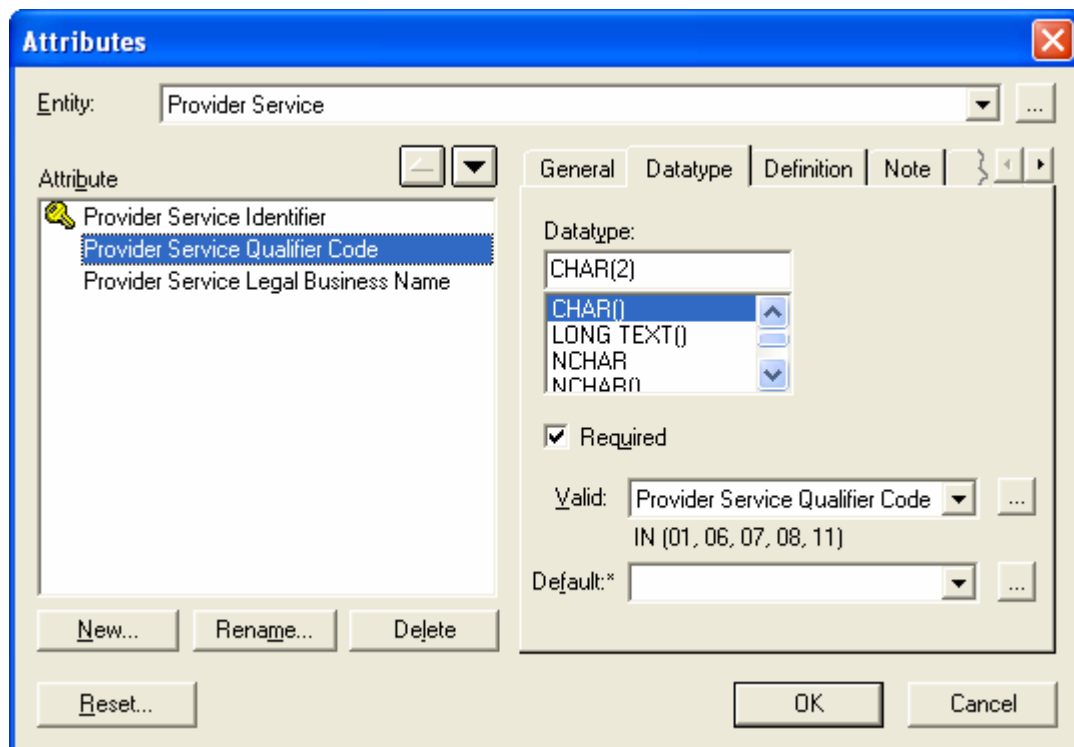 Attributes
Entity: Provider Service ...
Attribute
Provider Service Identifier
Provider Service Qualifier Code
Provider Service Legal Business Name
General Datatype Definition Note
Datatype:
CHAR(2)
CHAR()
LONG TEXT()
NCHAR
NCHAR()
Required
Valid: Provider Service Qualifier Code ...
IN (01, 06, 07, 08, 11)
Default:* ...
New... Rename... Delete
Reset... OK Cancel